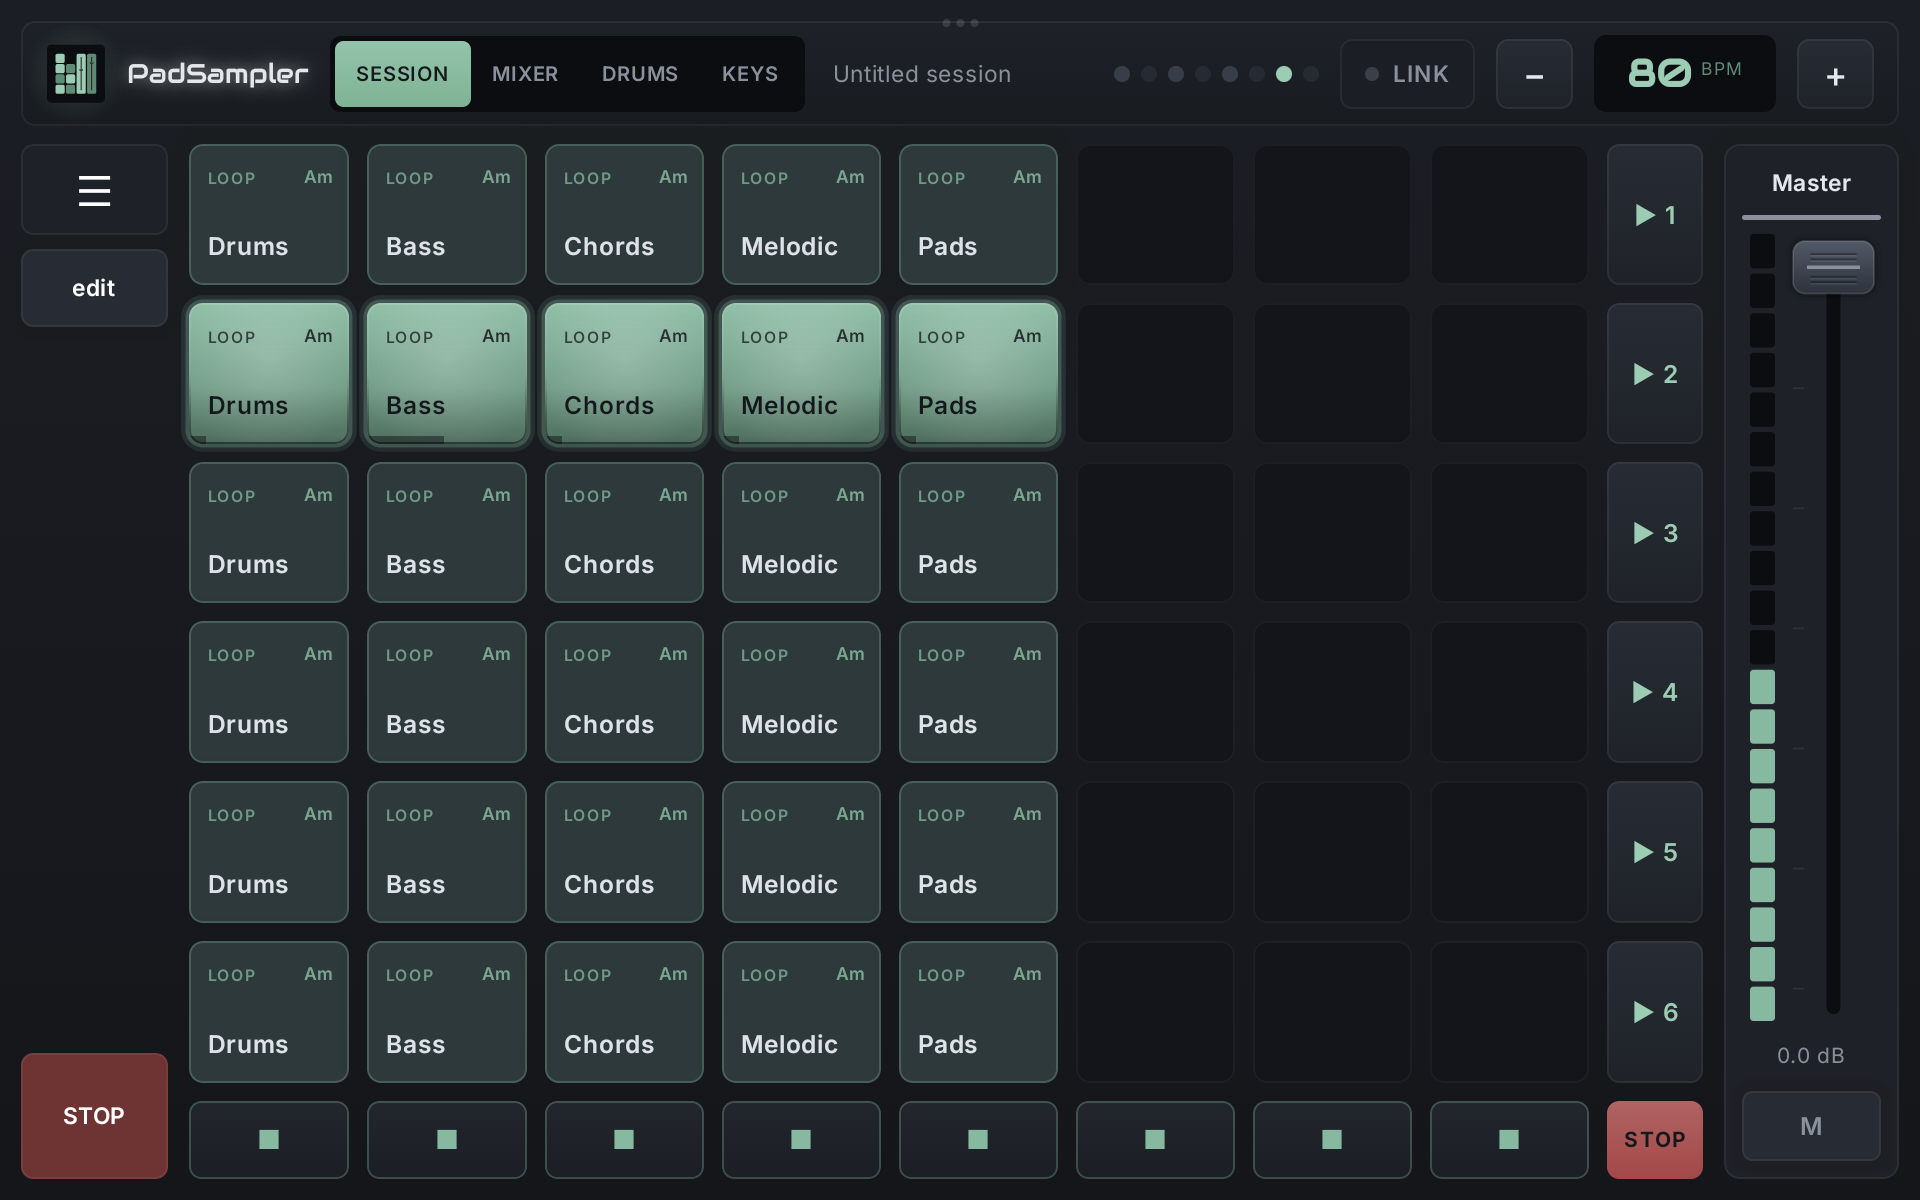 PadSampler SESSION MIXER DRUMS KEYS Untitled session LINK − 80 BPM +
edit
STOP
LOOP Am LOOP Am LOOP Am LOOP Am LOOP Am
Drums Bass Chords Melodic Pads
1
LOOP Am LOOP Am LOOP Am LOOP Am LOOP Am
Drums Bass Chords Melodic Pads
2
LOOP Am LOOP Am LOOP Am LOOP Am LOOP Am
Drums Bass Chords Melodic Pads
3
LOOP Am LOOP Am LOOP Am LOOP Am LOOP Am
Drums Bass Chords Melodic Pads
4
LOOP Am LOOP Am LOOP Am LOOP Am LOOP Am
Drums Bass Chords Melodic Pads
5
LOOP Am LOOP Am LOOP Am LOOP Am LOOP Am
Drums Bass Chords Melodic Pads
6
STOP
Master
0.0 dB
M